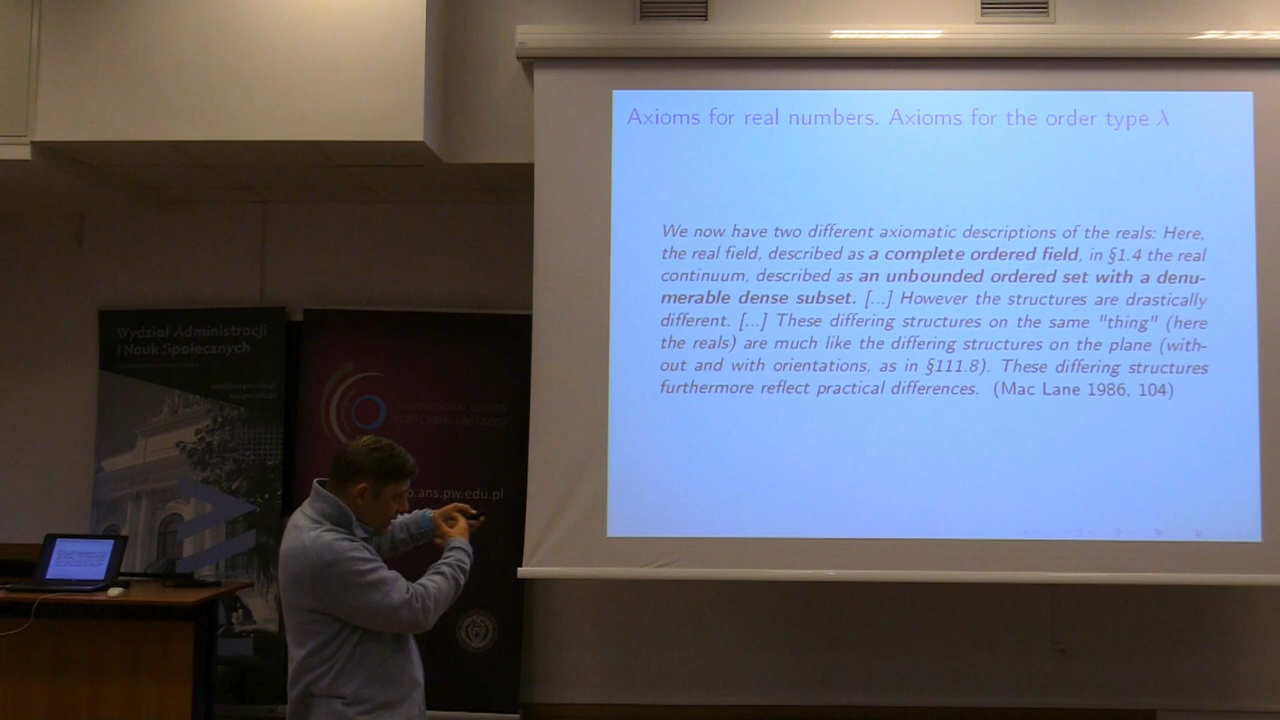 Axioms for real numbers. Axioms for the order type λ
We now have two different axiomatic descriptions of the reals: Here,
the real field, described as a complete ordered field, in §1.4 the real
continuum, described as an unbounded ordered set with a denu-
merable dense subset. [...] However the structures are drastically
different. [...] These differing structures on the same "thing" (here
the reals) are much like the differing structures on the plane (with-
out and with orientations, as in §111.8). These differing structures
furthermore reflect practical differences. (Mac Lane 1986, 104)
Wydział Administracji
i Nauk Społecznych
o.ans.pw.edu.pl